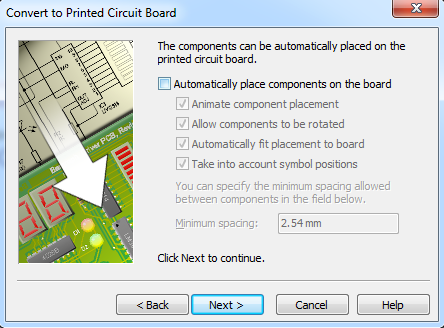 Convert to Printed Circuit Board
The components can be automatically placed on the
printed circuit board.
Automatically place components on the board
Animate component placement
Allow components to be rotated
Automatically fit placement to board
Take into account symbol positions
You can specify the minimum spacing allowed
between components in the field below.
Minimum spacing:
2.54 mm
Click Next to continue.
< Back
Next >
Cancel
Help